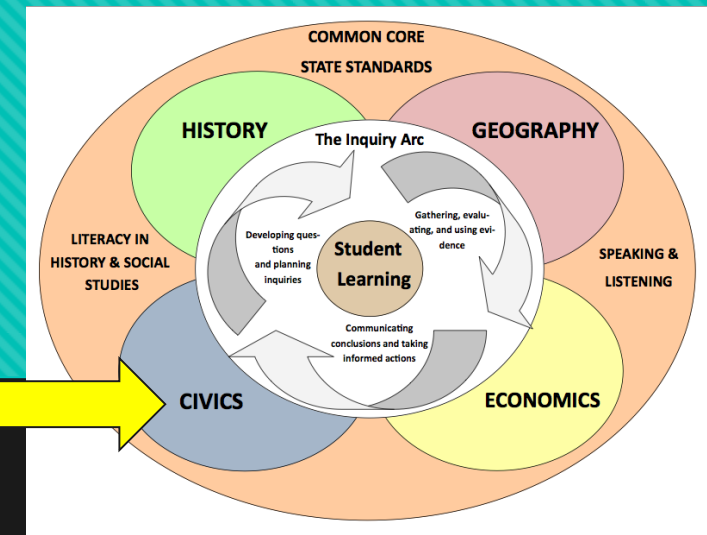 COMMON CORE
STATE STANDARDS
HISTORY
GEOGRAPHY
The Inquiry Arc
Developing ques-
tions
and planning
inquiries
Gathering, evalu-
ating, and using evi-
dence
Student
Learning
LITERACY IN
HISTORY & SOCIAL
STUDIES
SPEAKING &
LISTENING
Communicating
conclusions and taking
informed actions
CIVICS
ECONOMICS